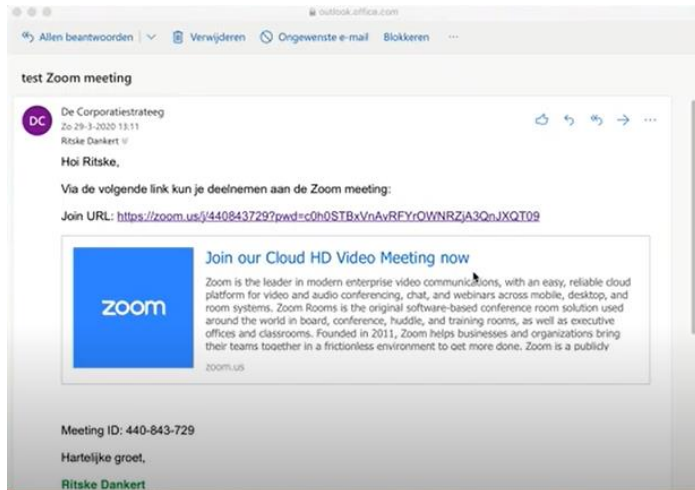 outlook.office.com
Allen beantwoorden
Verwijderen
Ongewenste e-mail
Blokkeren
test Zoom meeting
DC
De Corporatiestrateeg
Zo 29-3-2020 13:11
Ritske Dankert
Hoi Ritske,
Via de volgende link kun je deelnemen aan de Zoom meeting:
Join URL: https://zoom.us/j/440843729?pwd=c0h0STBxVnAvRFYrOWNRZjA3QnJXQT09
zoom
Join our Cloud HD Video Meeting now
Zoom is the leader in modern enterprise video communications, with an easy, reliable cloud
platform for video and audio conferencing, chat, and webinars across mobile, desktop, and
room systems. Zoom Rooms is the original software-based conference room solution used
around the world in board, conference, huddle, and training rooms, as well as executive
offices and classrooms. Founded in 2011, Zoom helps businesses and organizations bring
their teams together in a frictionless environment to get more done. Zoom is a publicly
zoom.us
Meeting ID: 440-843-729
Hartelijke groet,
Ritske Dankert